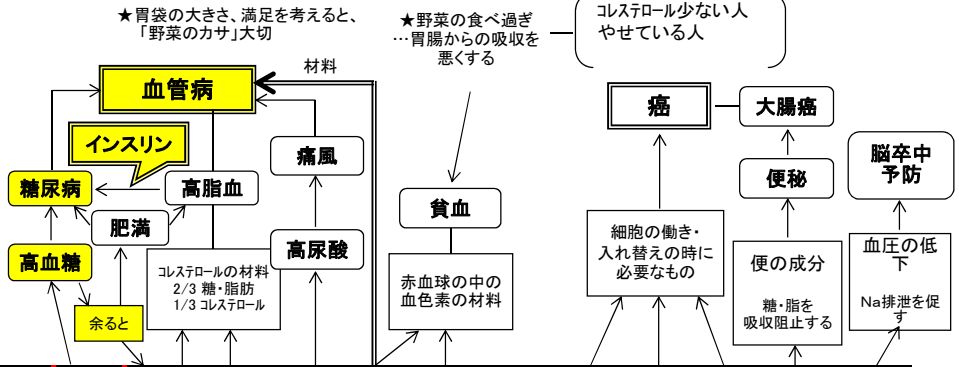 ★胃袋の大きさ、満足を考えると、
「野菜のカサ」大切
★野菜の食べ過ぎ
…胃腸からの吸収を
悪くする
コレステロール少ない人
やせている人
材料
血管病
インスリン
糖尿病
高脂血
肥満
高血糖
余ると
コレステロールの材料
2/3 糖・脂肪
1/3 コレステロール
痛風
高尿酸
貧血
赤血球の中の
血色素の材料
癌
大腸癌
便秘
細胞の働き・
入れ替えの時に
必要なもの
便の成分
糖・脂を
吸収阻止する
脳卒中
予防
血圧の低
下
Na排泄を促
す